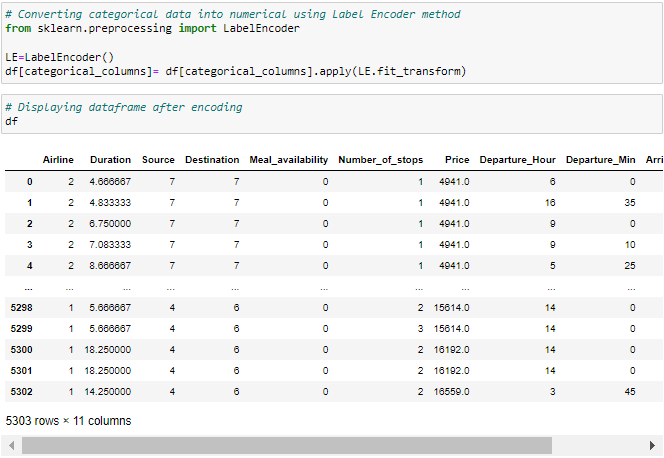 # Converting categorical data into numerical using Label Encoder method
from sklearn.preprocessing import LabelEncoder
LE=LabelEncoder()
df[categorical_columns]= df[categorical_columns].apply(LE.fit_transform)
# Displaying dataframe after encoding
df
Airline Duration Source Destination Meal_availability Number_of_stops Price Departure_Hour Departure_Min Arri
0 2 4.666667 7 7 0 1 4941.0 6 0
1 2 4.833333 7 7 0 1 4941.0 16 35
2 2 6.750000 7 7 0 1 4941.0 9 0
3 2 7.083333 7 7 0 1 4941.0 9 10
4 2 8.666667 7 7 0 1 4941.0 5 25
... ... ... ... ... ... ... ... ... ...
5298 1 5.666667 4 6 0 2 15614.0 14 0
5299 1 5.666667 4 6 0 3 15614.0 14 0
5300 1 18.250000 4 6 0 2 16192.0 14 0
5301 1 18.250000 4 6 0 2 16192.0 14 0
5302 1 14.250000 4 6 0 2 16559.0 3 45
5303 rows × 11 columns